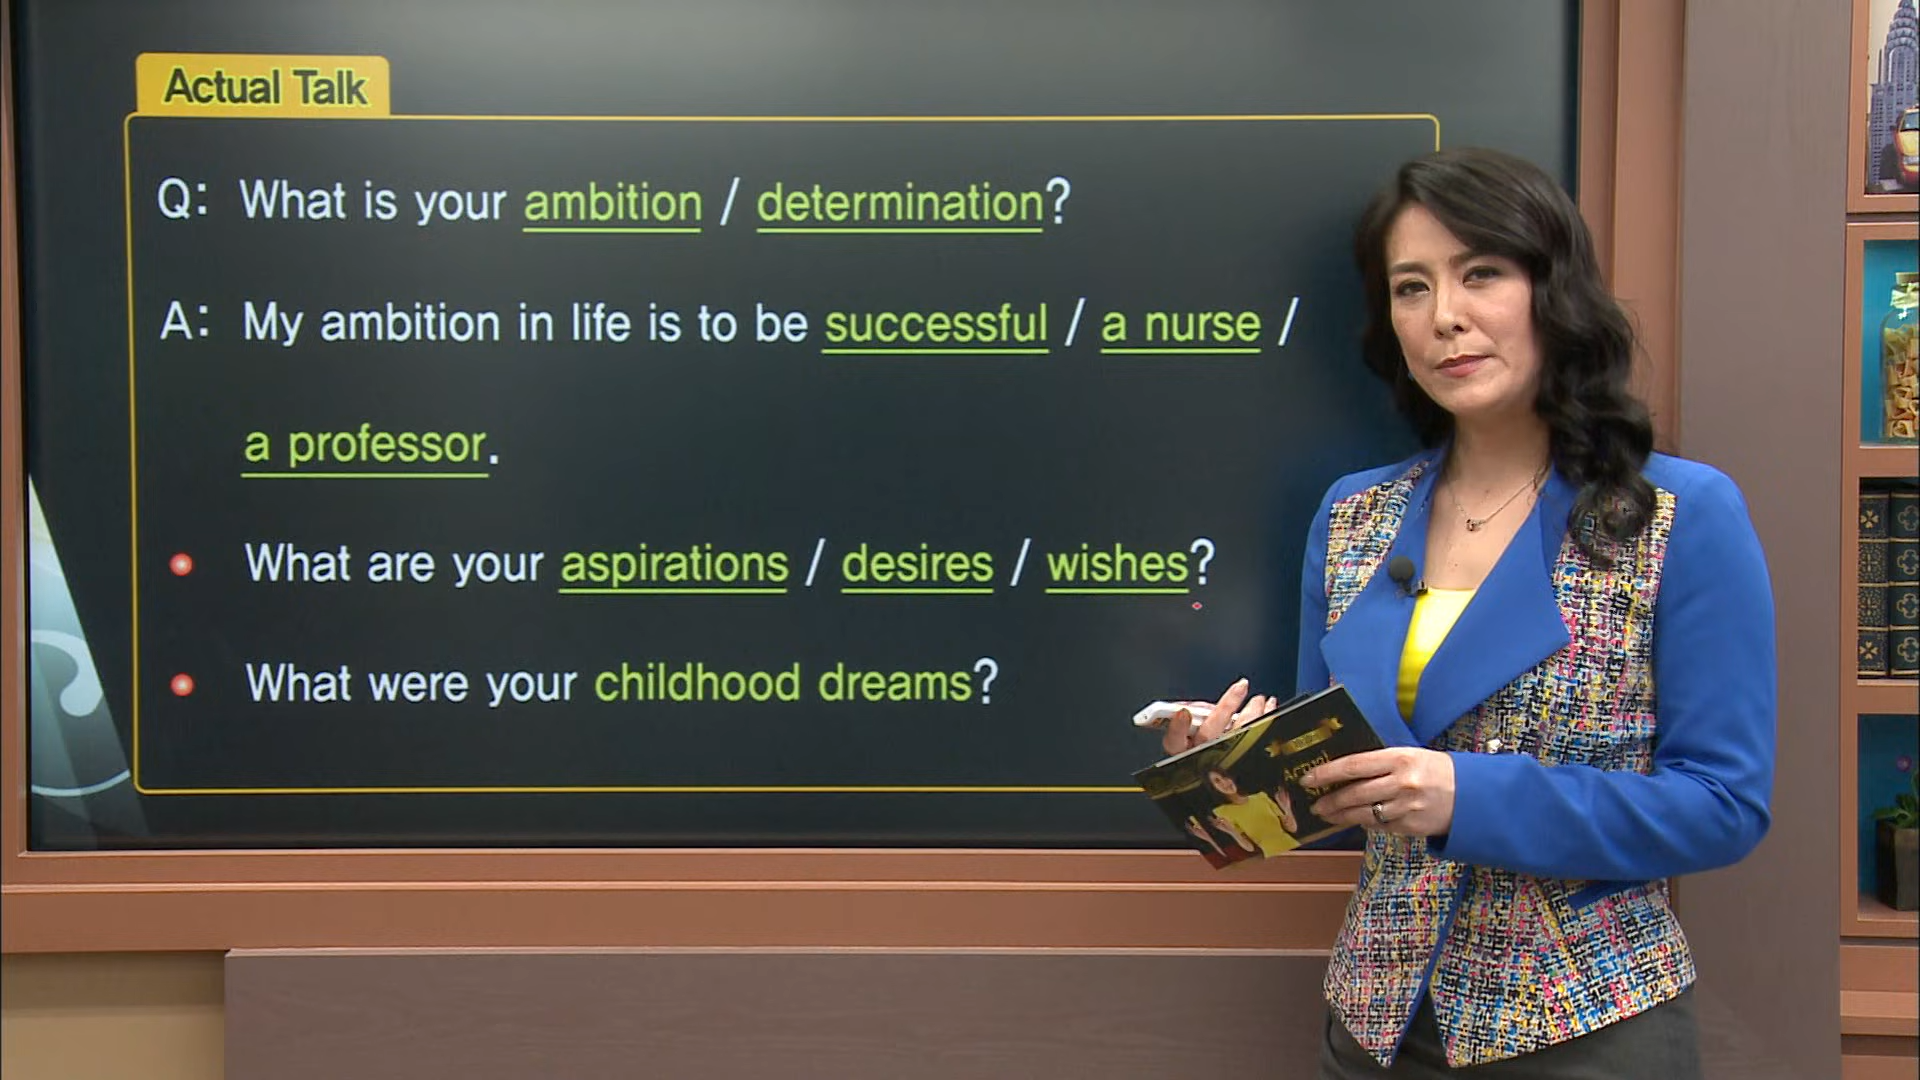 Actual Talk
Q: What is your ambition / determination?
A: My ambition in life is to be successful / a nurse /
a professor.
What are your aspirations / desires / wishes?
What were your childhood dreams?
Actual